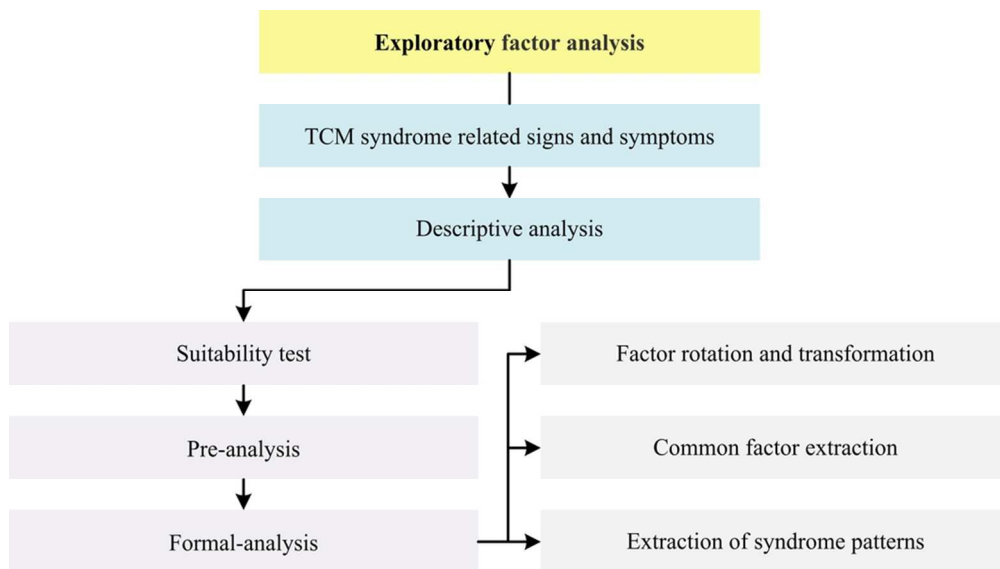 Exploratory factor analysis
TCM syndrome related signs and symptoms
Descriptive analysis
Suitability test
Pre-analysis
Formal-analysis
Factor rotation and transformation
Common factor extraction
Extraction of syndrome patterns